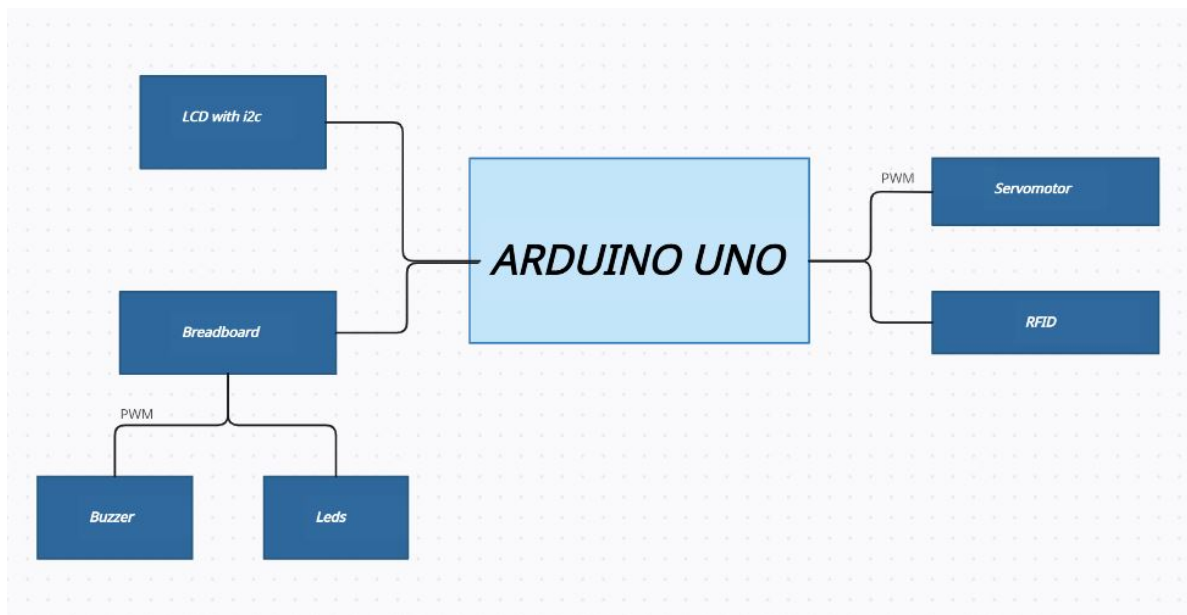 LCD with i2c
ARDUINO UNO
PWM
Servomotor
Breadboard
RFID
PWM
Buzzer
Leds